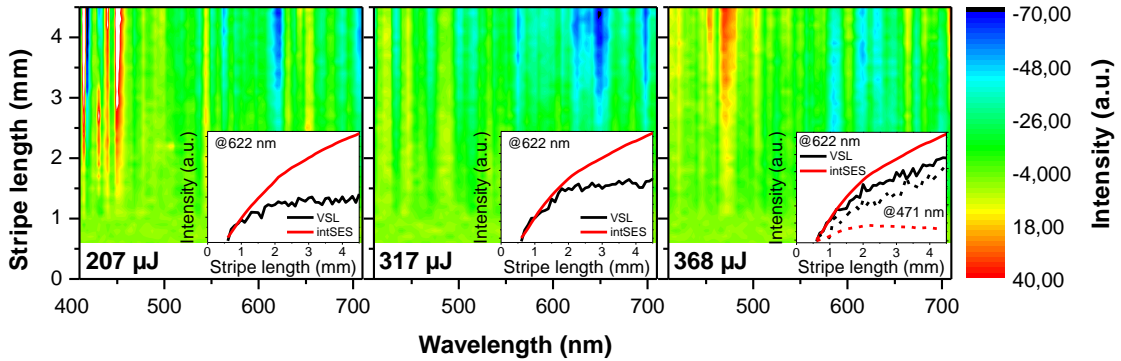 Stripe length (mm)
4
3
2
1
0
@622 nm
Intensity (a.u.)
VSL
intSES
0 1 2 3 4
Stripe length (mm)
207 µJ
400 500 600 700
@622 nm
Intensity (a.u.)
VSL
intSES
0 1 2 3 4
Stripe length (mm)
317 µJ
500 600 700
@622 nm
VSL
intSES
@471 nm
Intensity (a.u.)
0 1 2 3 4
Stripe length (mm)
368 µJ
500 600 700
Wavelength (nm)
-70,00
-48,00
-26,00
-4,000
18,00
40,00
Intensity (a.u.)